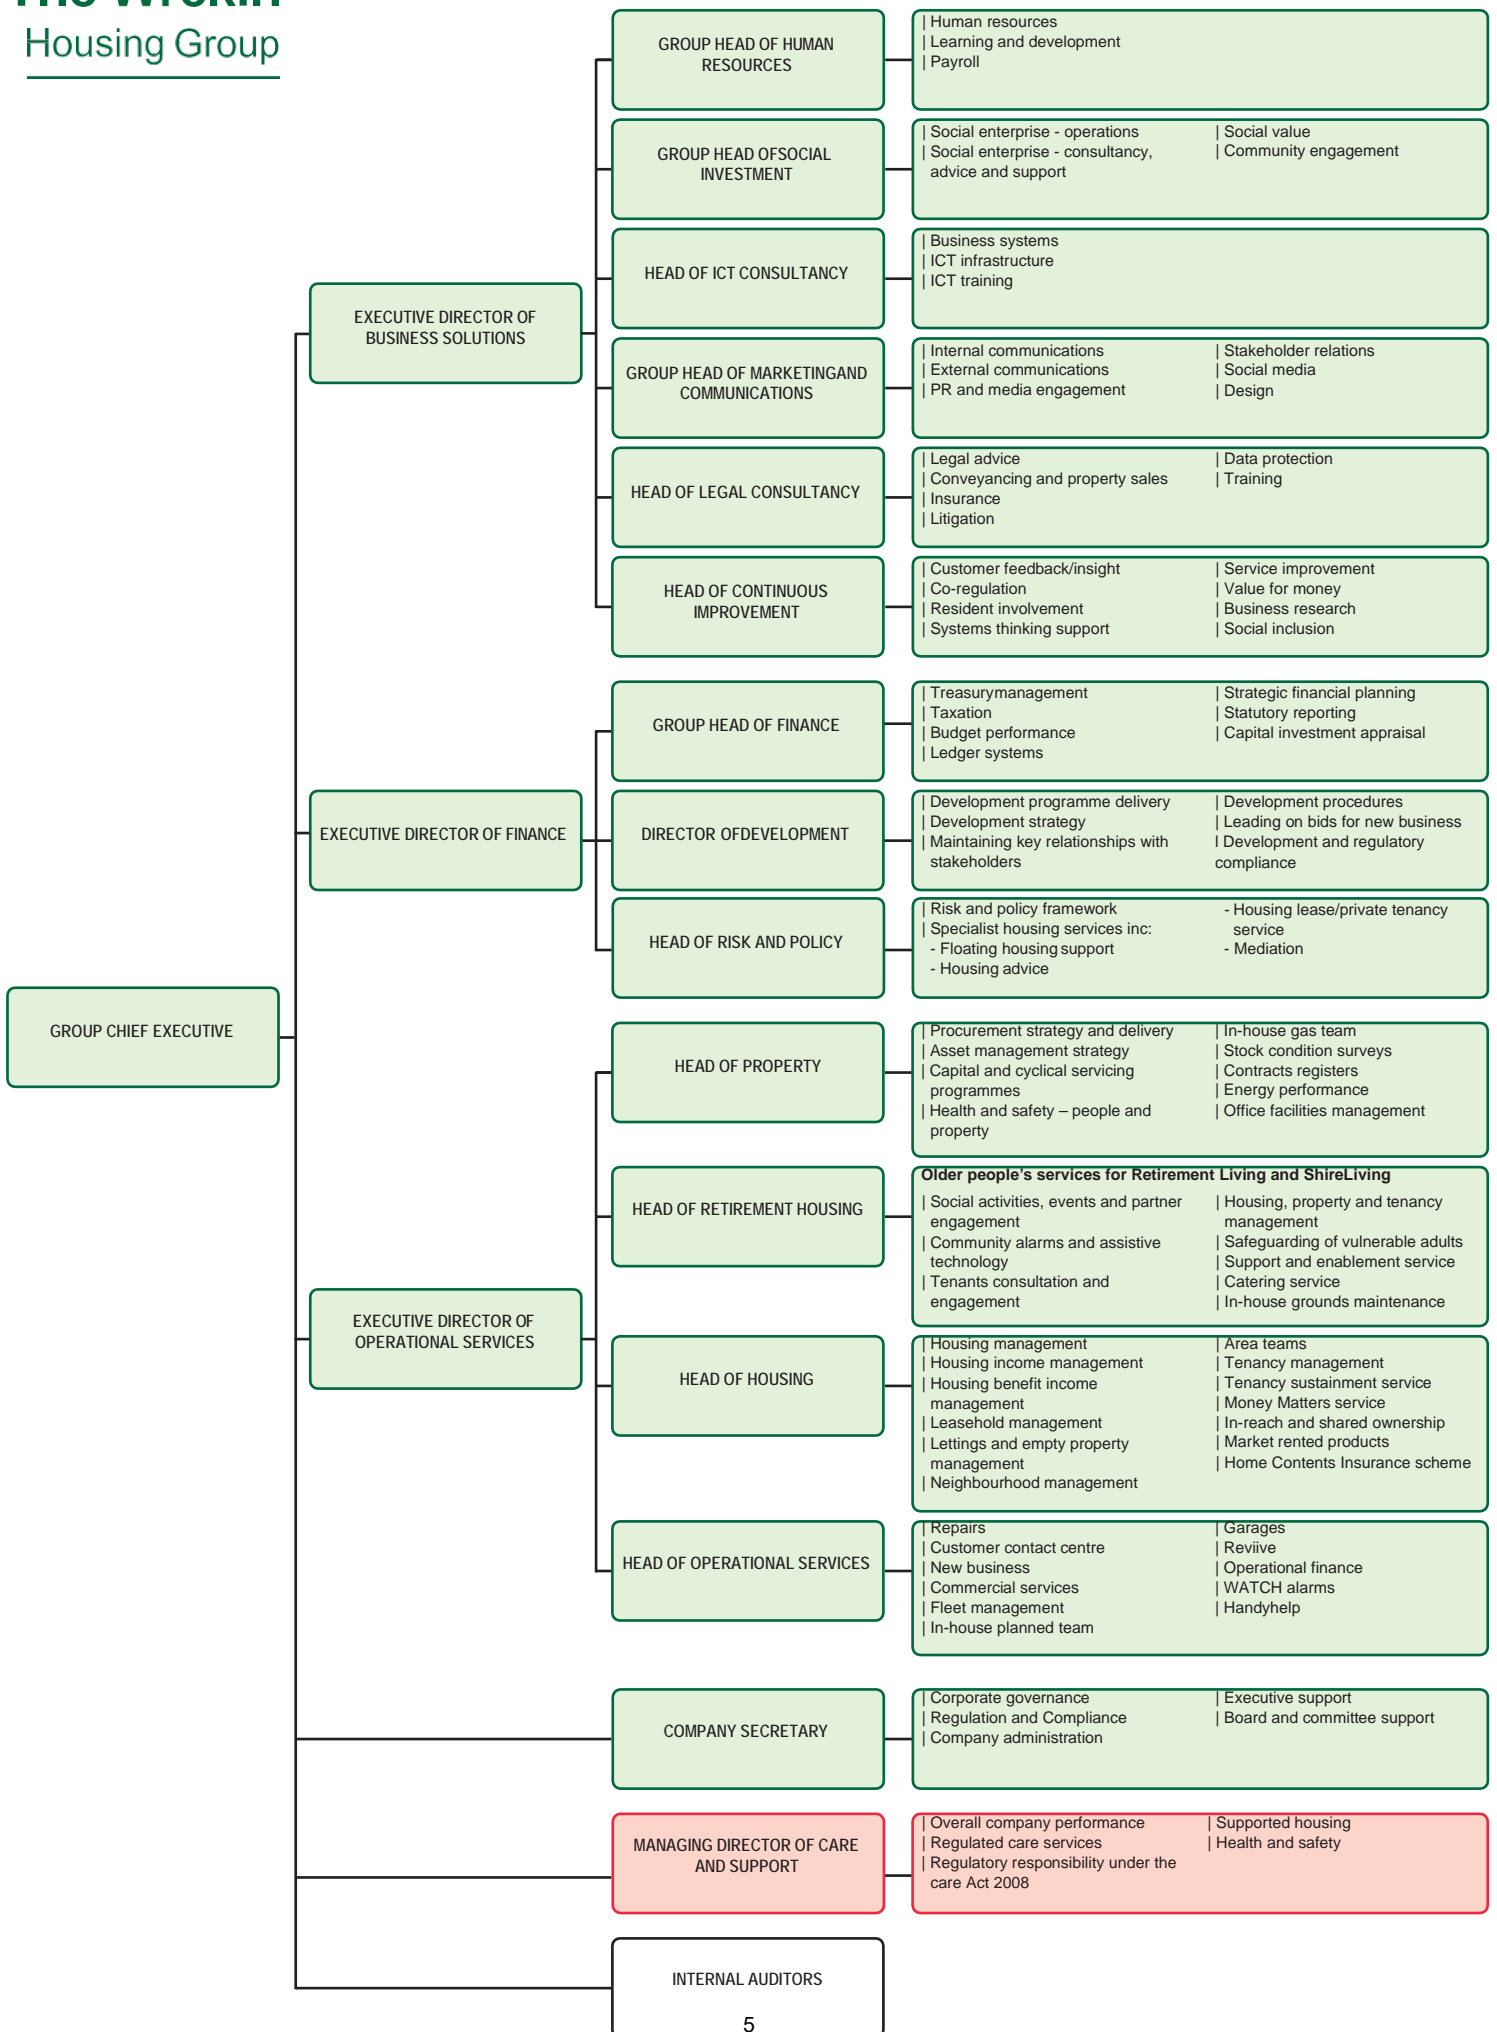 The Wrekin
Housing Group
GROUP HEAD OF HUMAN
RESOURCES
| Human resources
| Learning and development
| Payroll
GROUP HEAD OFSOCIAL
INVESTMENT
| Social enterprise - operations
| Social enterprise - consultancy,
advice and support
| Social value
| Community engagement
HEAD OF ICT CONSULTANCY
| Business systems
| ICT infrastructure
| ICT training
EXECUTIVE DIRECTOR OF
BUSINESS SOLUTIONS
GROUP HEAD OF MARKETINGAND
COMMUNICATIONS
| Internal communications
| External communications
| PR and media engagement
| Stakeholder relations
| Social media
| Design
HEAD OF LEGAL CONSULTANCY
| Legal advice
| Conveyancing and property sales
| Insurance
| Litigation
| Data protection
| Training
HEAD OF CONTINUOUS
IMPROVEMENT
| Customer feedback/insight
| Co-regulation
| Resident involvement
| Systems thinking support
| Service improvement
| Value for money
| Business research
| Social inclusion
GROUP HEAD OF FINANCE
| Treasurymanagement
| Taxation
| Budget performance
| Ledger systems
| Strategic financial planning
| Statutory reporting
| Capital investment appraisal
EXECUTIVE DIRECTOR OF FINANCE
DIRECTOR OFDEVELOPMENT
| Development programme delivery
| Development strategy
| Maintaining key relationships with
stakeholders
| Development procedures
| Leading on bids for new business
l Development and regulatory
compliance
HEAD OF RISK AND POLICY
| Risk and policy framework
| Specialist housing services inc:
- Floating housing support
- Housing advice
- Housing lease/private tenancy
service
- Mediation
GROUP CHIEF EXECUTIVE
HEAD OF PROPERTY
| Procurement strategy and delivery
| Asset management strategy
| Capital and cyclical servicing
programmes
| Health and safety – people and
property
| In-house gas team
| Stock condition surveys
| Contracts registers
| Energy performance
| Office facilities management
HEAD OF RETIREMENT HOUSING
Older people's services for Retirement Living and ShireLiving
| Social activities, events and partner
engagement
| Community alarms and assistive
technology
| Tenants consultation and
engagement
| Housing, property and tenancy
management
| Safeguarding of vulnerable adults
| Support and enablement service
| Catering service
| In-house grounds maintenance
EXECUTIVE DIRECTOR OF
OPERATIONAL SERVICES
HEAD OF HOUSING
| Housing management
| Housing income management
| Housing benefit income
management
| Leasehold management
| Lettings and empty property
management
| Neighbourhood management
| Area teams
| Tenancy management
| Tenancy sustainment service
| Money Matters service
| In-reach and shared ownership
| Market rented products
| Home Contents Insurance scheme
HEAD OF OPERATIONAL SERVICES
| Repairs
| Customer contact centre
| New business
| Commercial services
| Fleet management
| In-house planned team
| Garages
| Reviive
| Operational finance
| WATCH alarms
| Handyhelp
COMPANY SECRETARY
| Corporate governance
| Regulation and Compliance
| Company administration
| Executive support
| Board and committee support
MANAGING DIRECTOR OF CARE
AND SUPPORT
| Overall company performance
| Regulated care services
| Regulatory responsibility under the
care Act 2008
| Supported housing
| Health and safety
INTERNAL AUDITORS
5